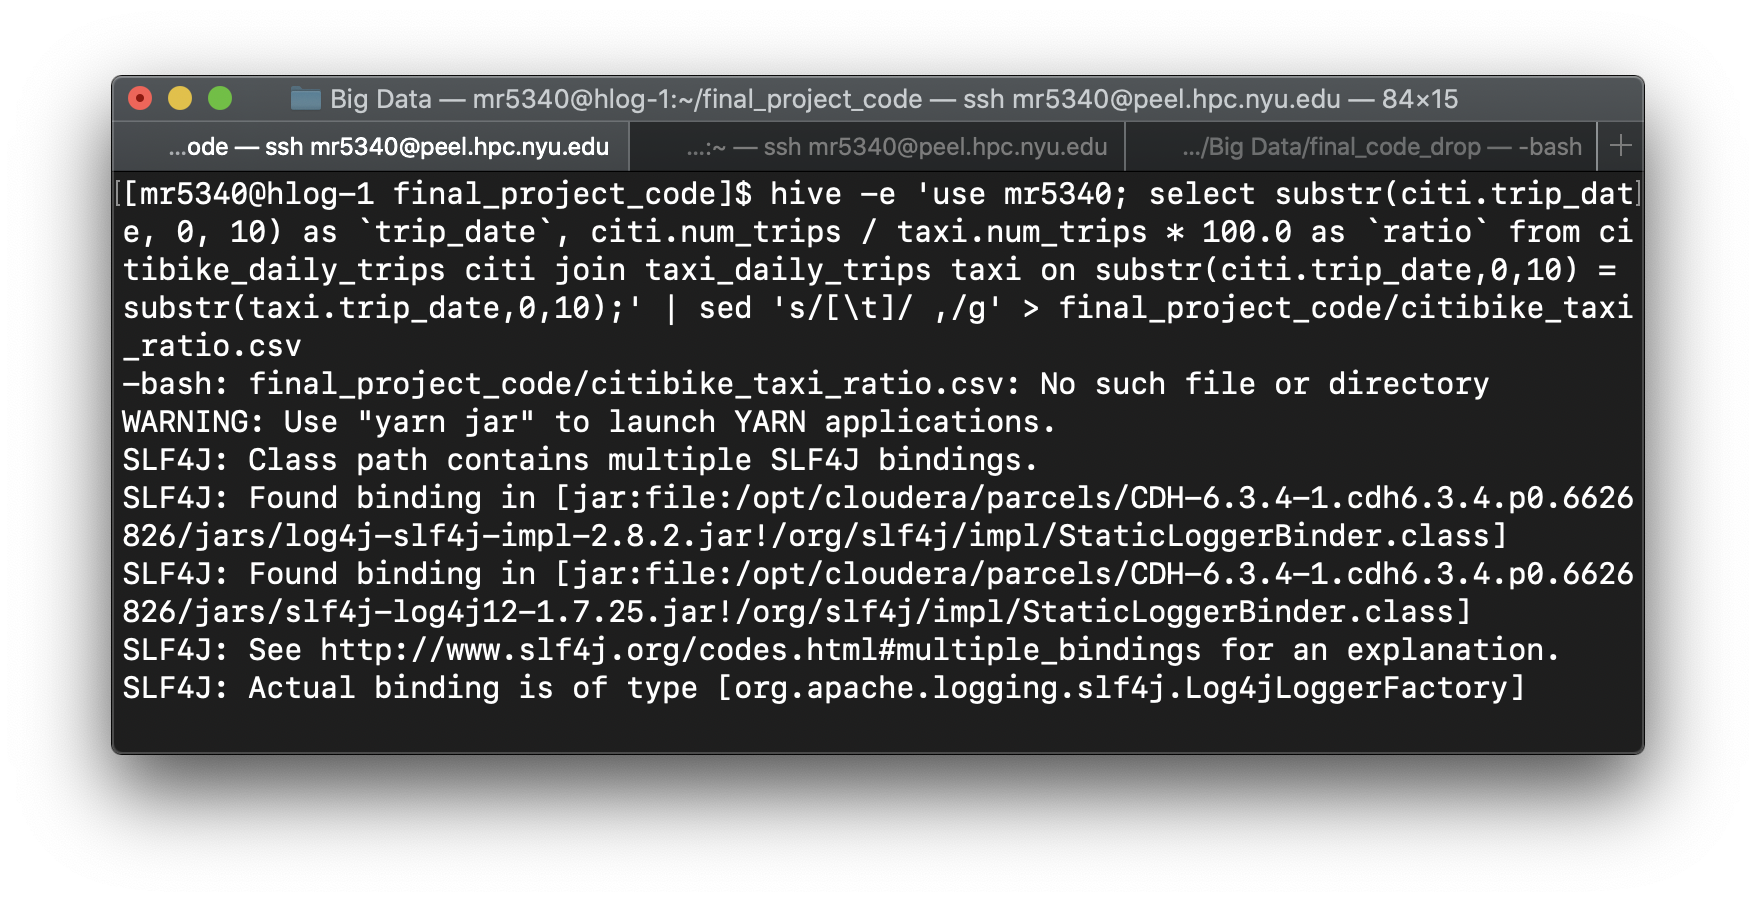 Big Data — mr5340@hlog-1:~/final_project_code — ssh mr5340@peel.hpc.nyu.edu — 84×15
...ode — ssh mr5340@peel.hpc.nyu.edu
...:~ — ssh mr5340@peel.hpc.nyu.edu
.../Big Data/final_code_drop — -bash
+
[[mr5340@hlog-1 final_project_code]$ hive -e 'use mr5340; select substr(citi.trip_dat]
e, 0, 10) as `trip_date`, citi.num_trips / taxi.num_trips * 100.0 as `ratio` from ci
tibike_daily_trips citi join taxi_daily_trips taxi on substr(citi.trip_date,0,10) =
substr(taxi.trip_date,0,10);' | sed 's/[\t]/ ,/g' > final_project_code/citibike_taxi
_ratio.csv
-bash: final_project_code/citibike_taxi_ratio.csv: No such file or directory
WARNING: Use "yarn jar" to launch YARN applications.
SLF4J: Class path contains multiple SLF4J bindings.
SLF4J: Found binding in [jar:file:/opt/cloudera/parcels/CDH-6.3.4-1.cdh6.3.4.p0.6626
826/jars/log4j-slf4j-impl-2.8.2.jar!/org/slf4j/impl/StaticLoggerBinder.class]
SLF4J: Found binding in [jar:file:/opt/cloudera/parcels/CDH-6.3.4-1.cdh6.3.4.p0.6626
826/jars/slf4j-log4j12-1.7.25.jar!/org/slf4j/impl/StaticLoggerBinder.class]
SLF4J: See http://www.slf4j.org/codes.html#multiple_bindings for an explanation.
SLF4J: Actual binding is of type [org.apache.logging.slf4j.Log4jLoggerFactory]